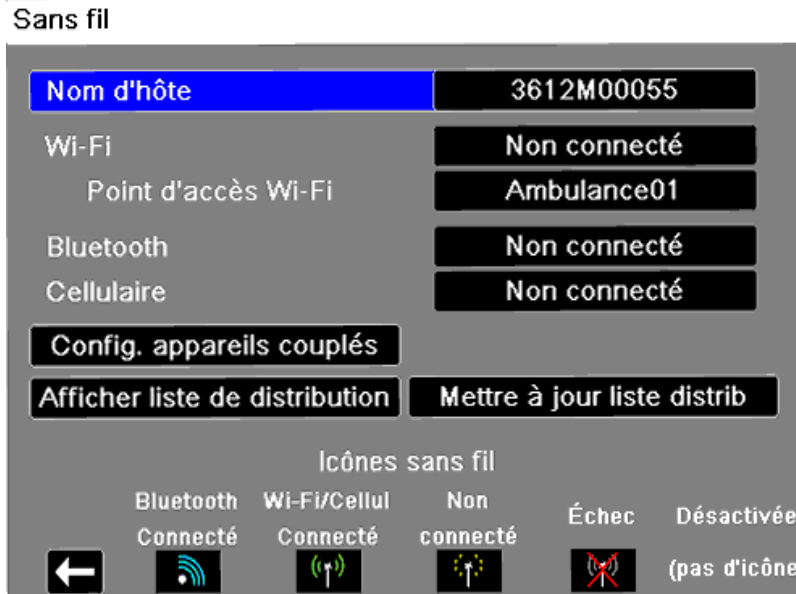 Sans fil
Nom d'hôte 3612M00055
Wi-Fi Non connecté
Point d'accès Wi-Fi Ambulance01
Bluetooth Non connecté
Cellulaire Non connecté
Config. appareils couplés
Afficher liste de distribution Mettre à jour liste distrib
Icônes sans fil
Bluetooth Connecté
Wi-Fi/Cellul Connecté
Non connecté
Échec
Désactivée
(pas d'icône